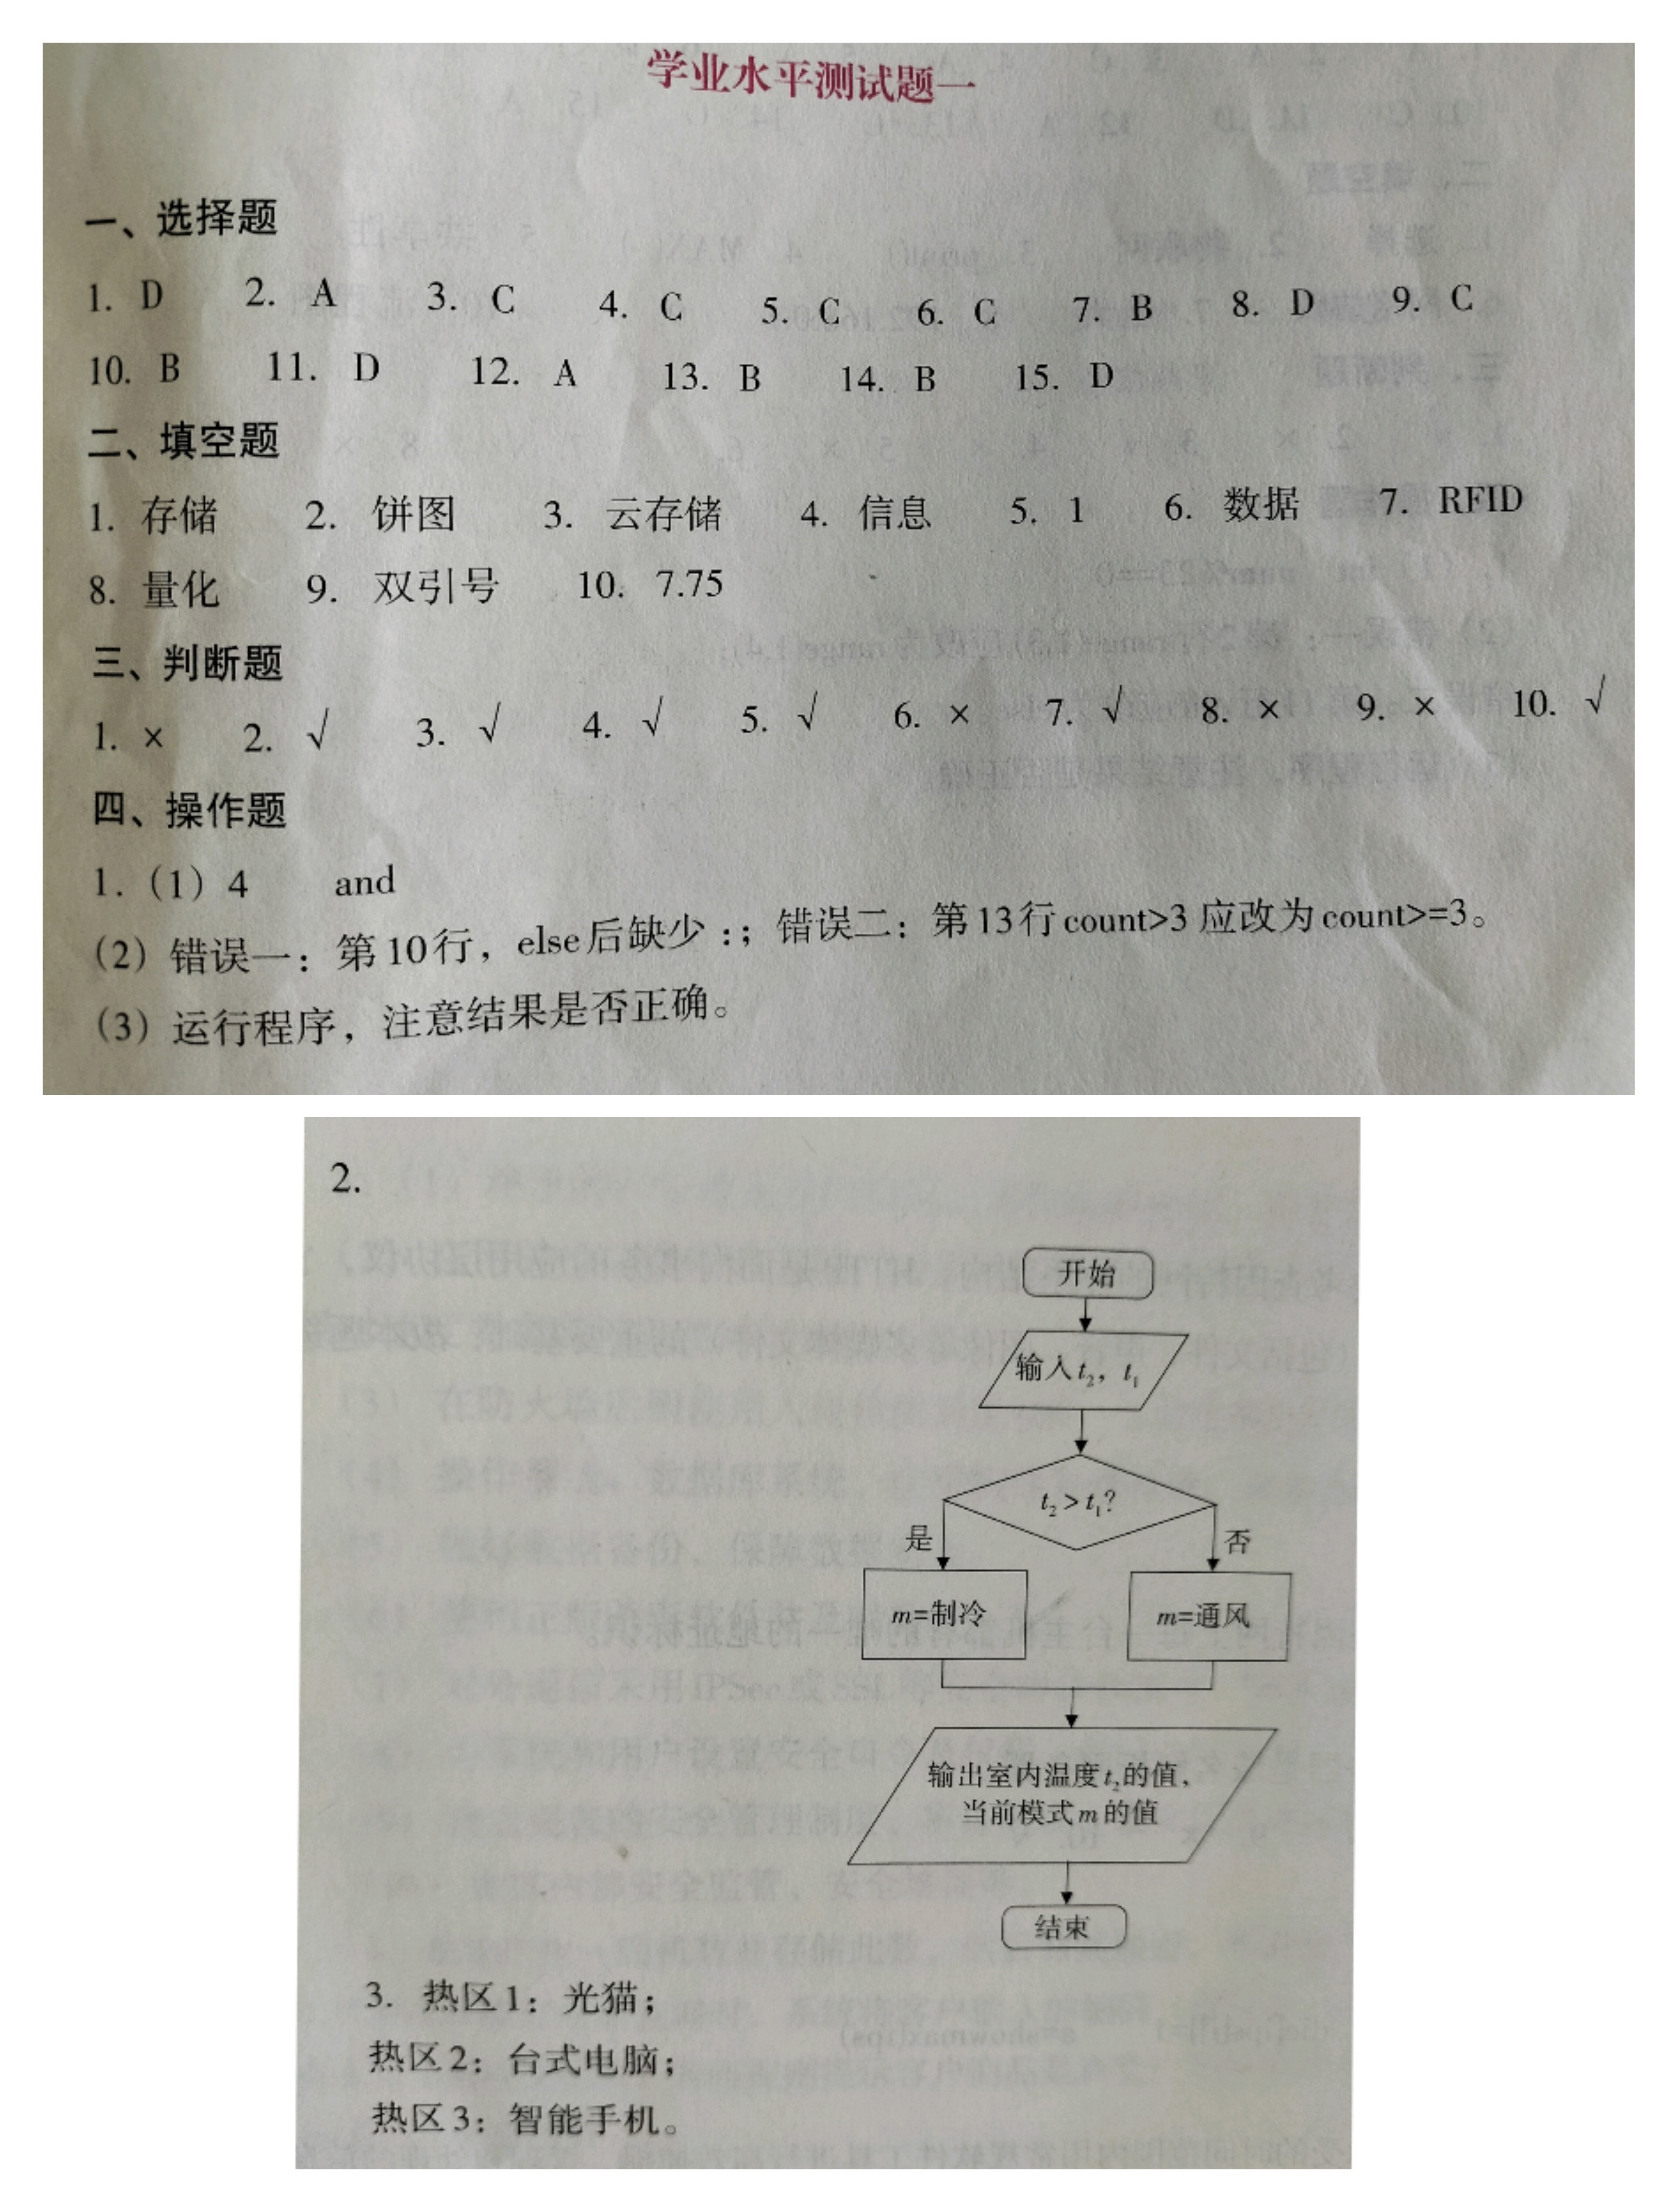 学业水平测试题一
一、选择题
1. D 2. A 3. C 4. C 5. C 6. C 7. B 8. D 9. C
10. B 11. D 12. A 13. B 14. B 15. D
二、填空题
1. 存储 2. 饼图 3. 云存储 4. 信息 5. 1 6. 数据 7. RFID
8. 量化 9. 双引号 10. 7.75
三、判断题
1. × 2. √ 3. √ 4. √ 5. √ 6. × 7. √ 8. × 9. × 10. √
四、操作题
1.（1）4 and
（2）错误一：第10行，else后缺少 :；错误二：第13行count>3 应改为count>=3。
（3）运行程序，注意结果是否正确。
2.
开始
输入t₂，t₁
t₂＞t₁?
是 否
m=制冷 m=通风
输出室内温度t₂的值、
当前模式m的值
结束
3. 热区1：光猫；
热区2：台式电脑；
热区3：智能手机。